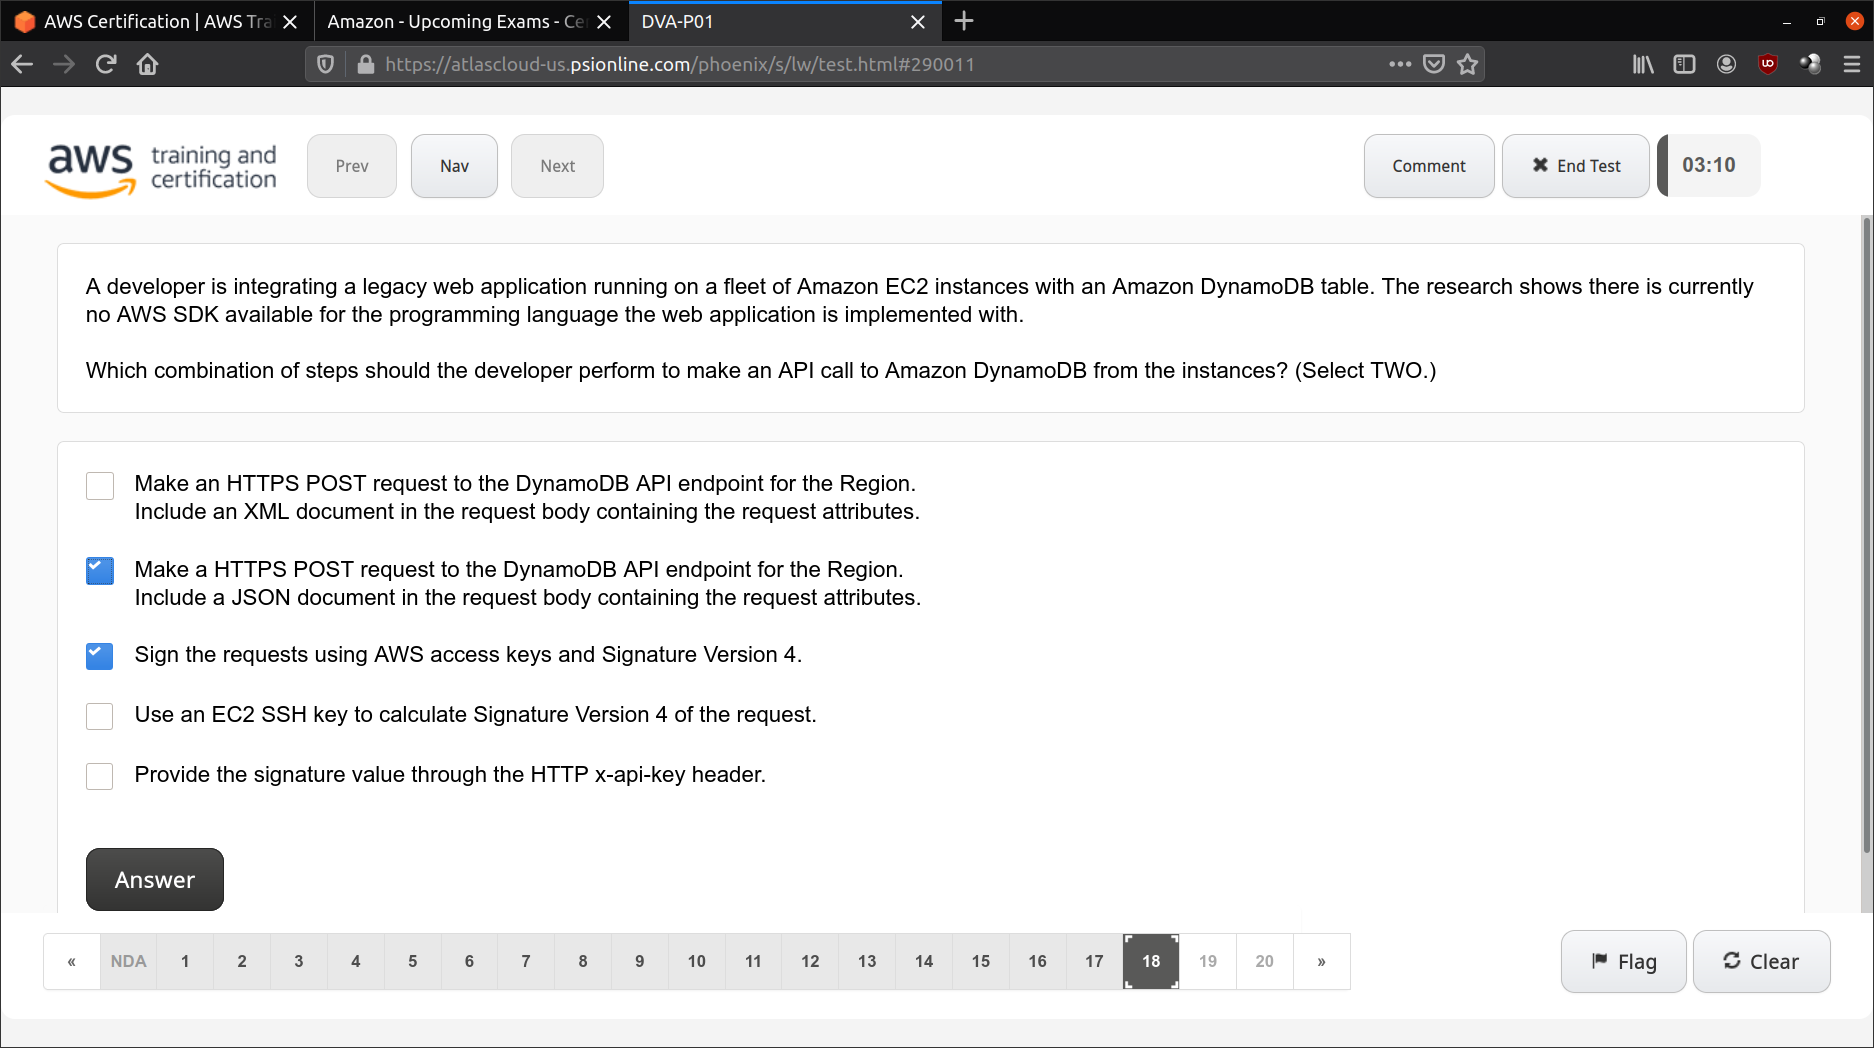 AWS Certification | AWS Tra
Amazon - Upcoming Exams - Ce
DVA-P01
https://atlascloud-us.psionline.com/phoenix/s/lw/test.html#290011
aws training and certification
Prev
Nav
Next
Comment
✖ End Test
03:10
A developer is integrating a legacy web application running on a fleet of Amazon EC2 instances with an Amazon DynamoDB table. The research shows there is currently
no AWS SDK available for the programming language the web application is implemented with.
Which combination of steps should the developer perform to make an API call to Amazon DynamoDB from the instances? (Select TWO.)
Make an HTTPS POST request to the DynamoDB API endpoint for the Region.
Include an XML document in the request body containing the request attributes.
Make a HTTPS POST request to the DynamoDB API endpoint for the Region.
Include a JSON document in the request body containing the request attributes.
Sign the requests using AWS access keys and Signature Version 4.
Use an EC2 SSH key to calculate Signature Version 4 of the request.
Provide the signature value through the HTTP x-api-key header.
Answer
« NDA 1 2 3 4 5 6 7 8 9 10 11 12 13 14 15 16 17 18 19 20 »
Flag
Clear